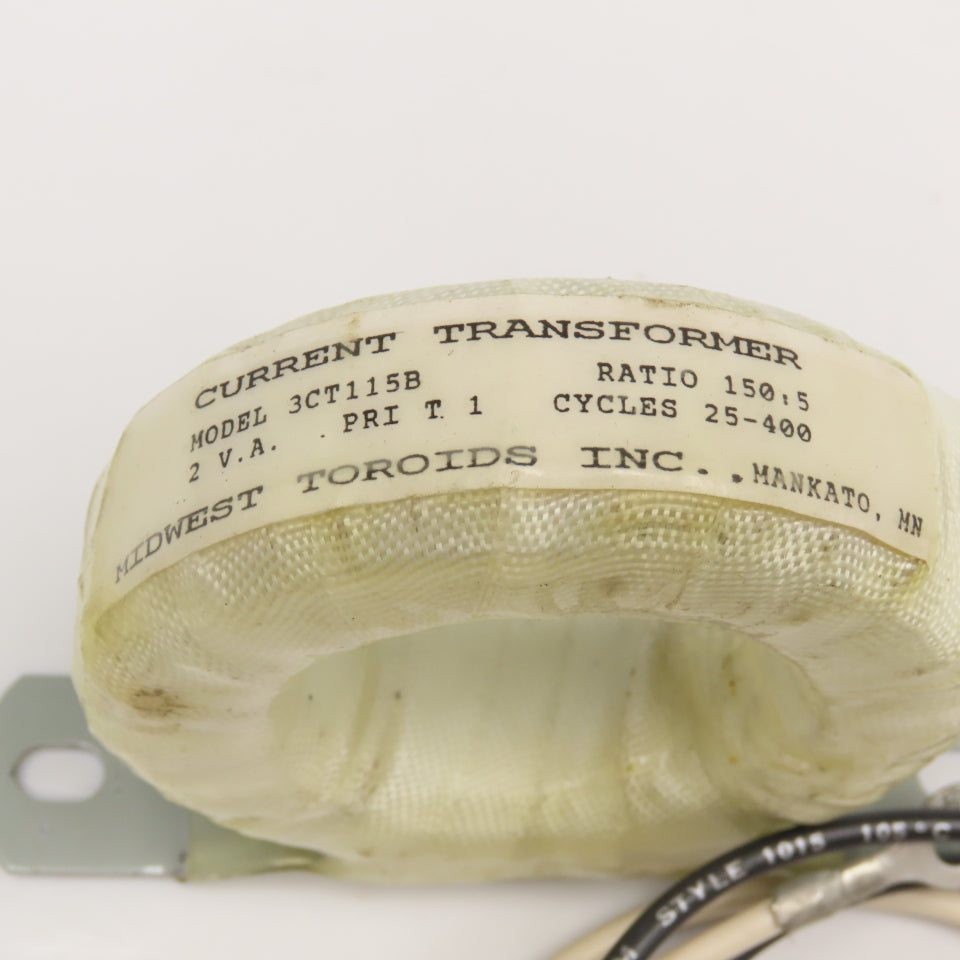 CURRENT TRANSFORMER
MODEL 3CT115B RATIO 150:5
2 V.A. PRI T. 1 CYCLES 25-400
MIDWEST TOROIDS INC., MANKATO, MN
STYLE 1015 105°C